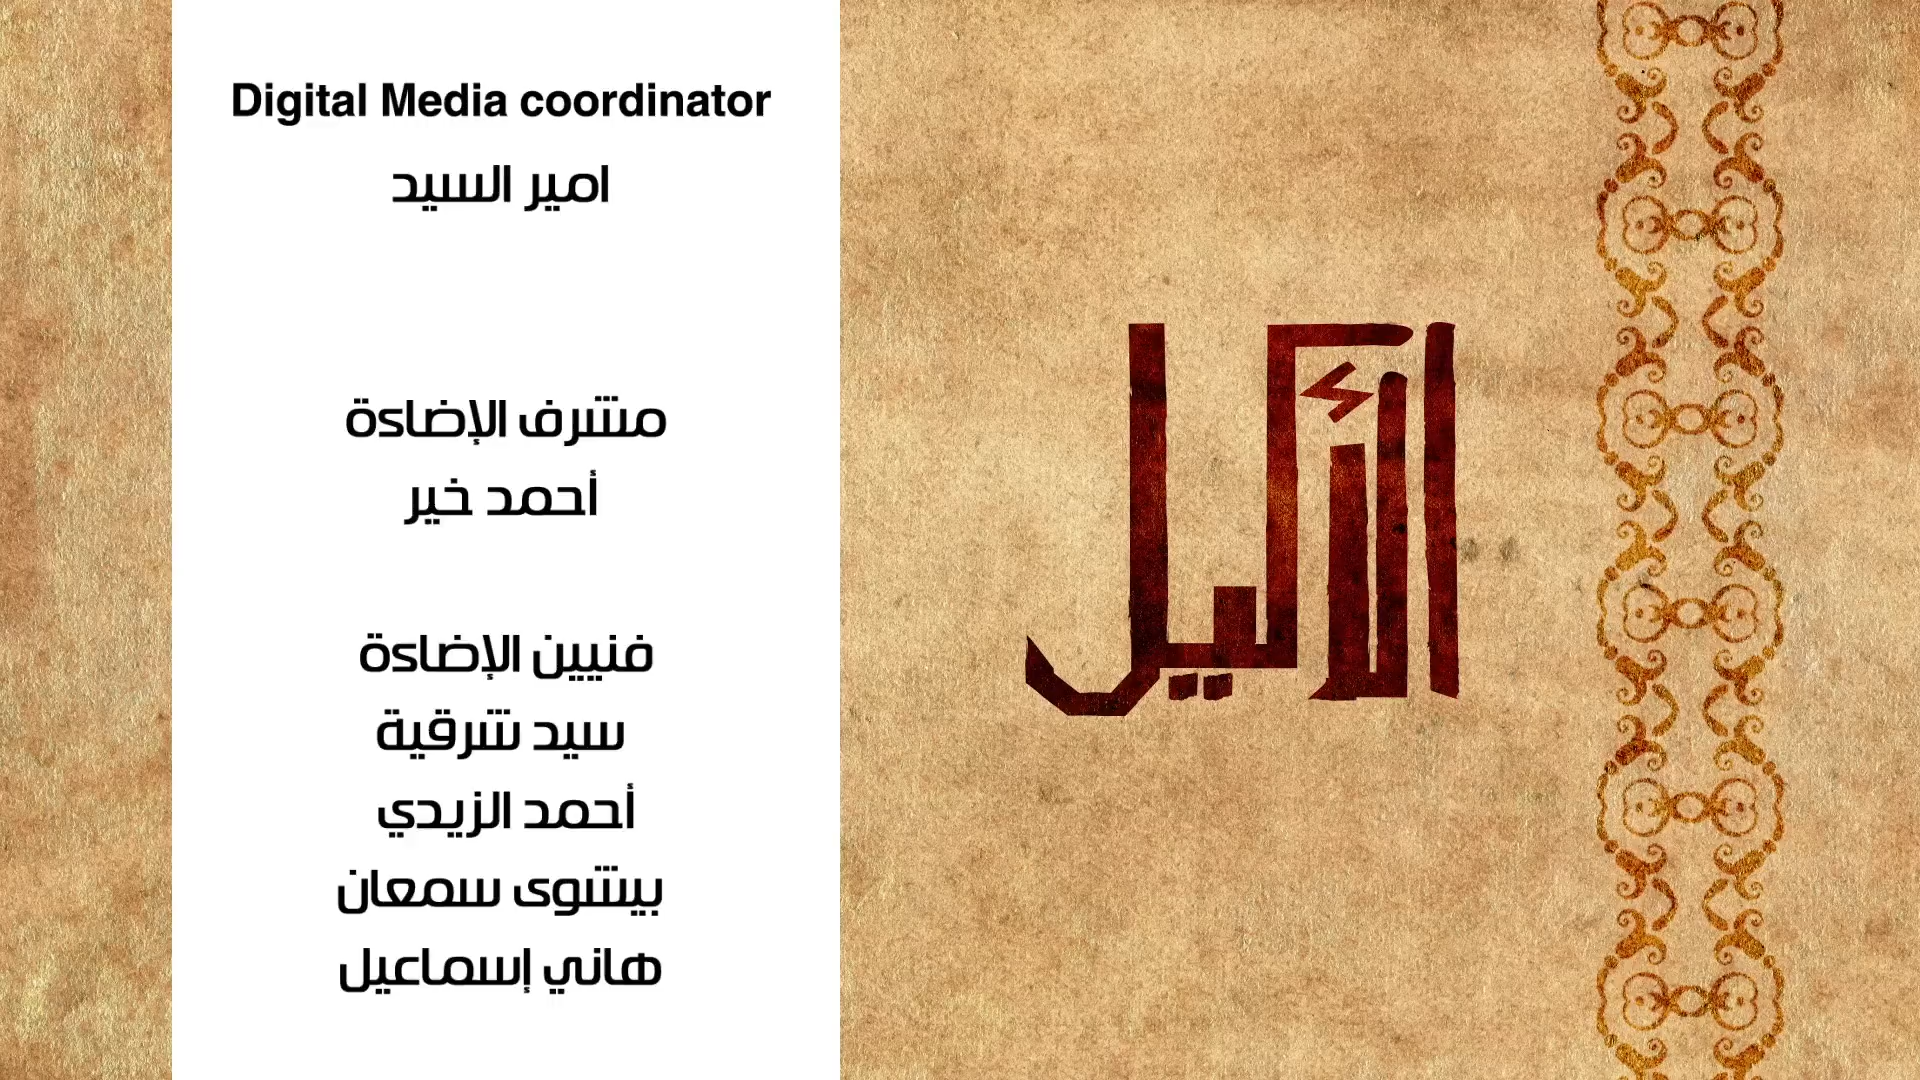 Digital Media coordinator
امير السيد
مشرف الإضاءة
أحمد خير
فنيين الإضاءة
سيد شرقية
أحمد الزيدي
بيشوى سمعان
هاني إسماعيل
الأكيل